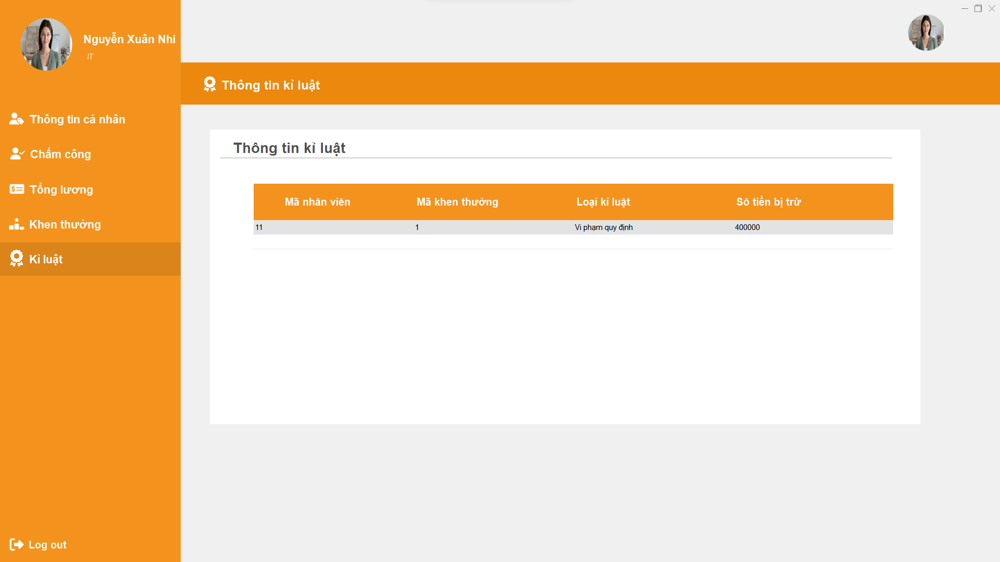 Nguyễn Xuân Nhi
IT
Thông tin kỉ luật
Thông tin cá nhân
Chấm công
Tổng lương
Khen thưởng
Kỉ luật
Log out
Thông tin kỉ luật
Mã nhân viên Mã khen thưởng Loại kỉ luật Sô tiền bị trừ
11 1 Vi phạm quy định 400000